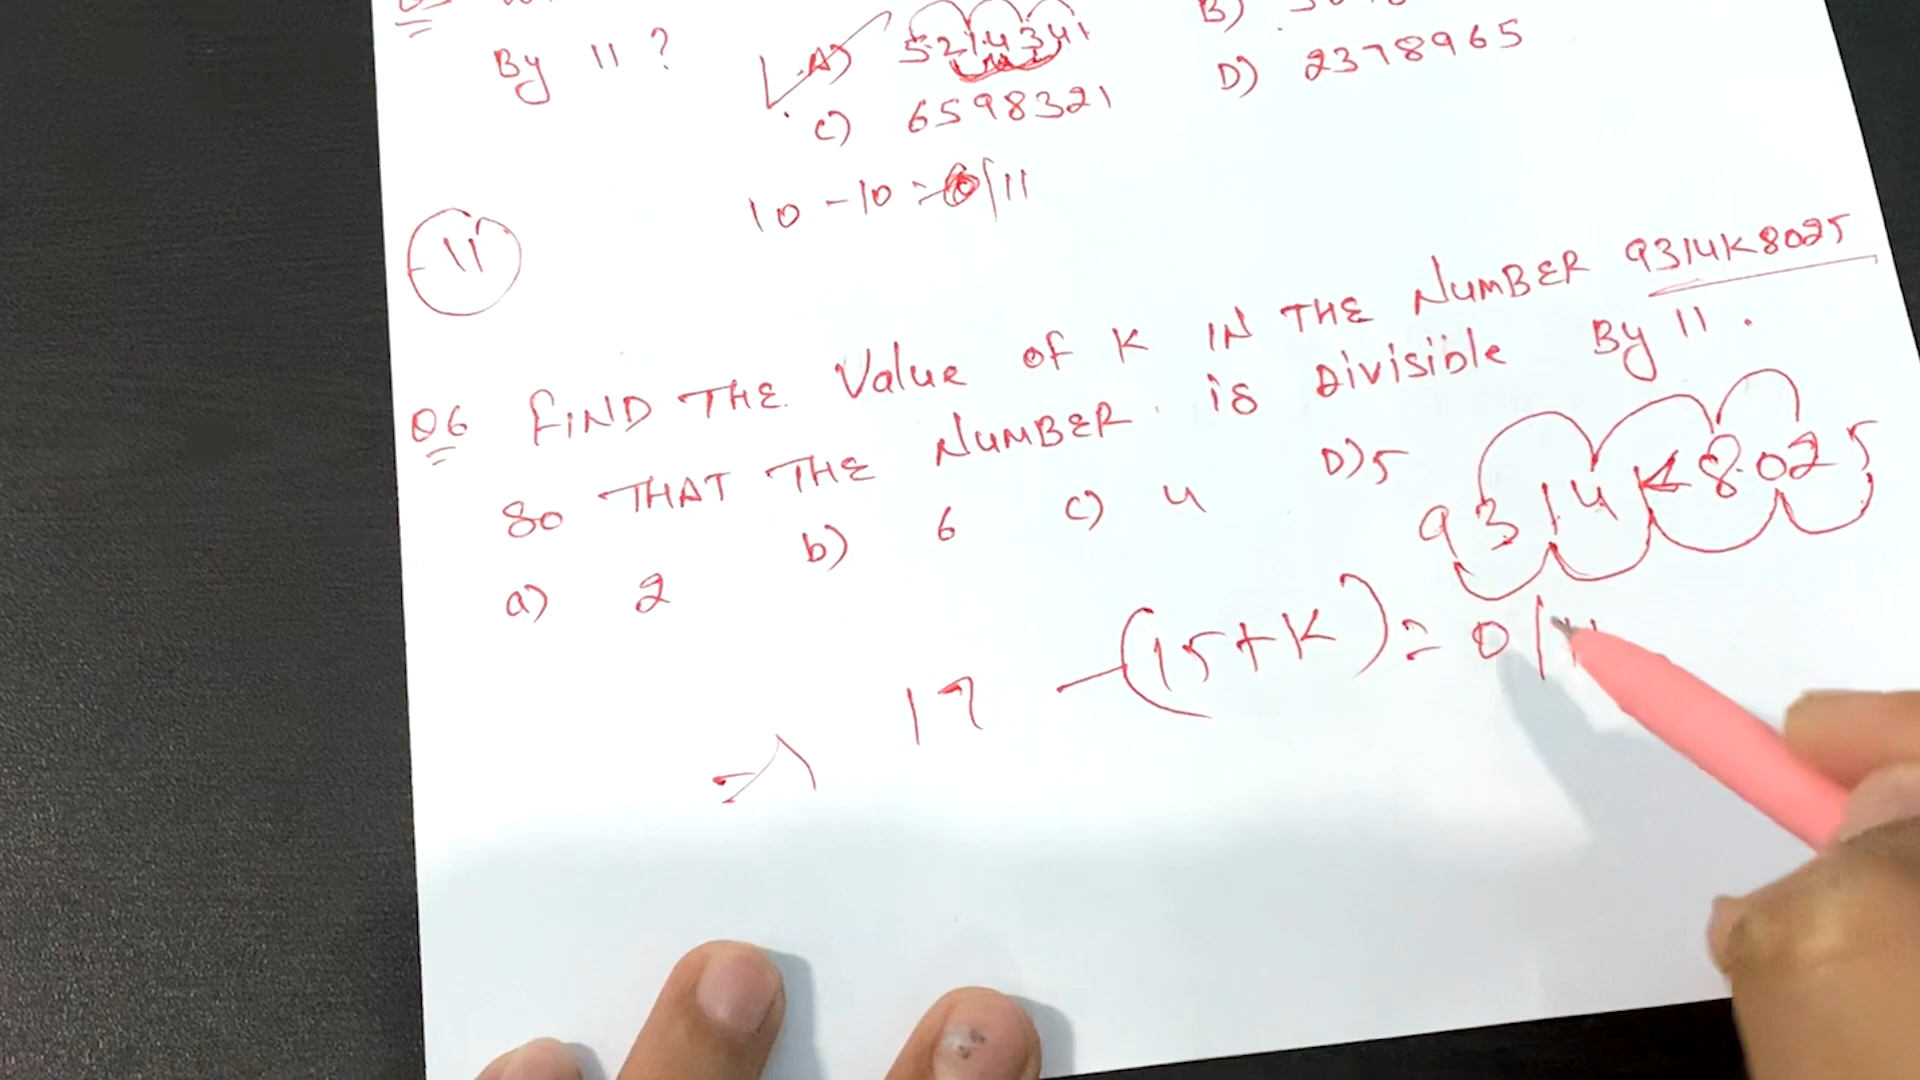 By 11 ?
A) 5214341
B)
C) 6598321
D) 2378965
10 - 10 = 0/11
11
Q6 FIND THE Value of K IN THE NUMBER 9314K8025
So THAT THE NUMBER is Divisible By 11.
a) 2 b) 6 c) 4 D) 5
9314K8025
⇒ 17 - (15+K) = 0/11